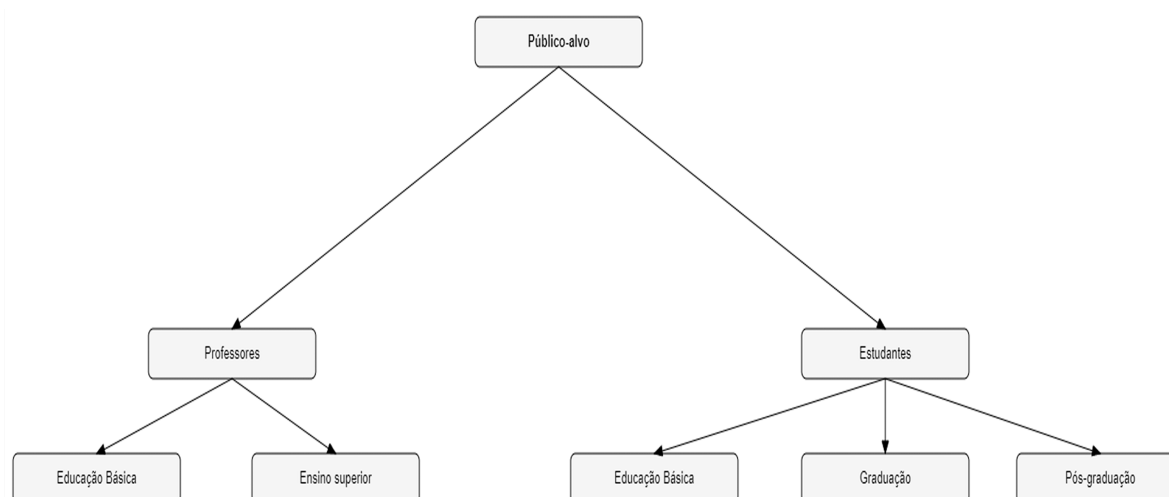 Público-alvo
Professores
Estudantes
Educação Básica
Ensino superior
Educação Básica
Graduação
Pós-graduação